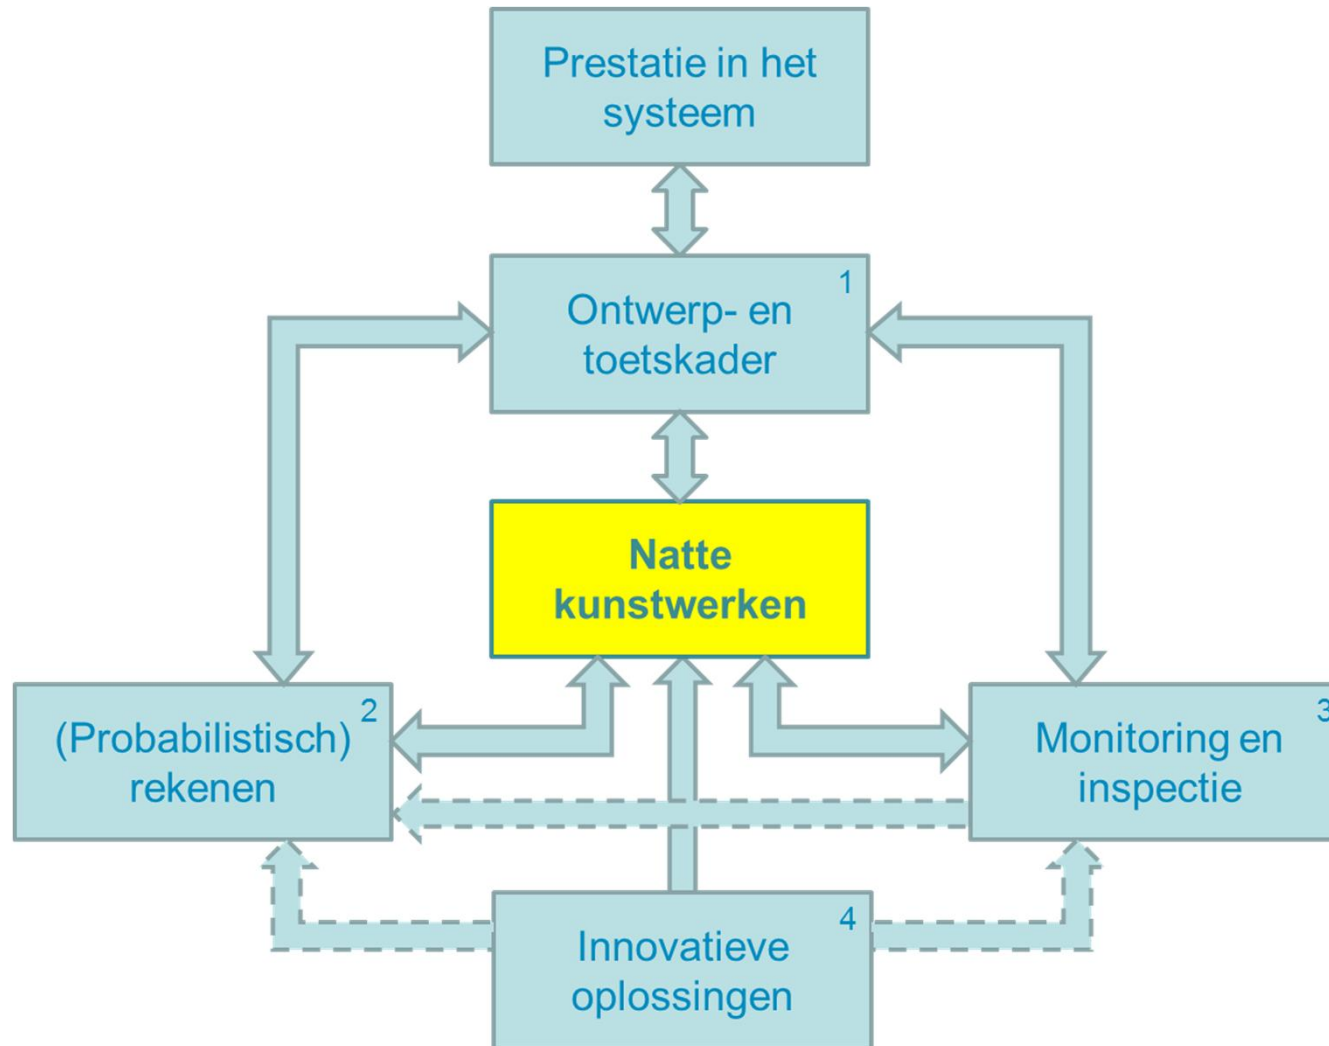 Prestatie in het
systeem
1
Ontwerp- en
toetskader
Natte
kunstwerken
2
(Probabilistisch)
rekenen
3
Monitoring en
inspectie
4
Innovatieve
oplossingen